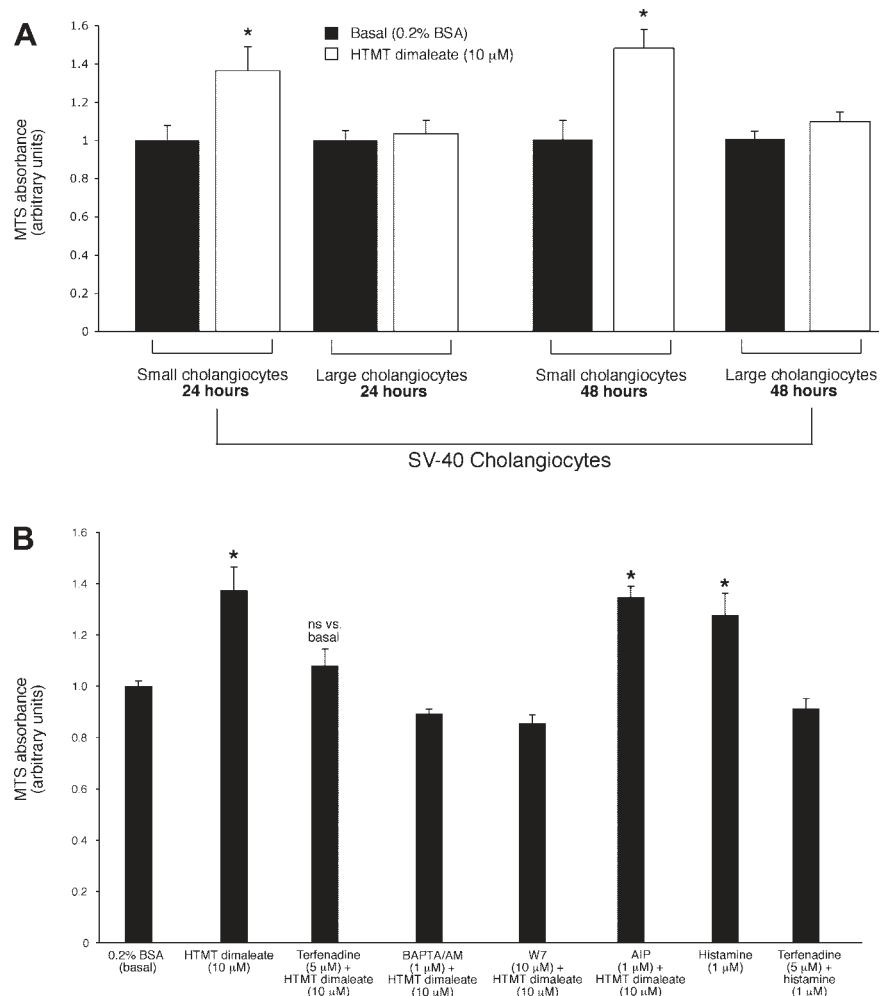 A
1.6
1.4
1.2
1
0.8
0.6
0.4
0.2
0
MTS absorbance
(arbitrary units)
Basal (0.2% BSA)
HTMT dimaleate (10 μM)
*
*
Small cholangiocytes
24 hours
Large cholangiocytes
24 hours
Small cholangiocytes
48 hours
Large cholangiocytes
48 hours
SV-40 Cholangiocytes
B
1.6
1.4
1.2
1.0
0.8
0.6
0.4
0.2
0
MTS absorbance
(arbitrary units)
*
ns vs.
basal
*
*
0.2% BSA
(basal)
HTMT dimaleate
(10 μM)
Terfenadine
(5 μM) +
HTMT dimaleate
(10 μM)
BAPTA/AM
(1 μM) +
HTMT dimaleate
(10 μM)
W7
(10 μM) +
HTMT dimaleate
(10 μM)
AIP
(1 μM) +
HTMT dimaleate
(10 μM)
Histamine
(1 μM)
Terfenadine
(5 μM) +
histamine
(1 μM)